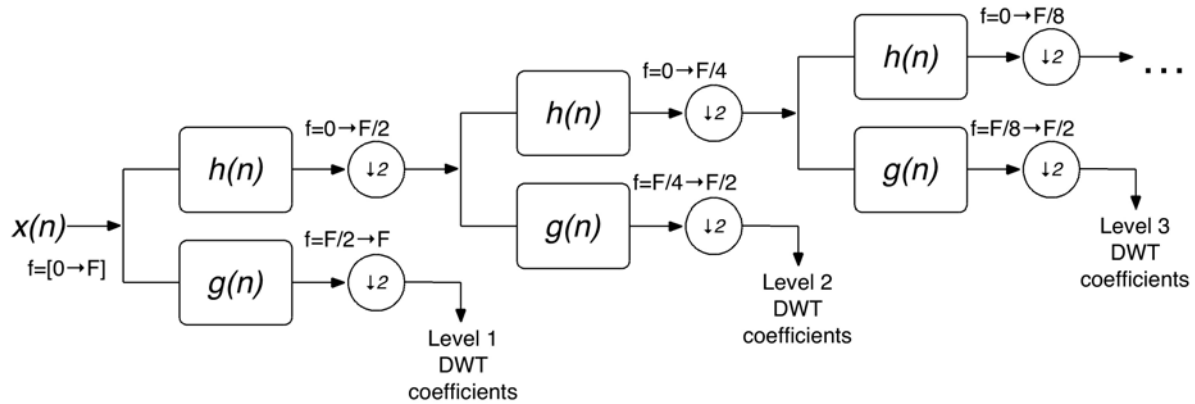 f=0→F/8
h(n)
↓2
...
f=0→F/4
h(n)
↓2
f=F/8→F/2
g(n)
↓2
f=0→F/2
h(n)
↓2
f=F/4→F/2
g(n)
↓2
Level 3
DWT
coefficients
x(n)
f=[0→F]
f=F/2→F
g(n)
↓2
Level 2
DWT
coefficients
Level 1
DWT
coefficients